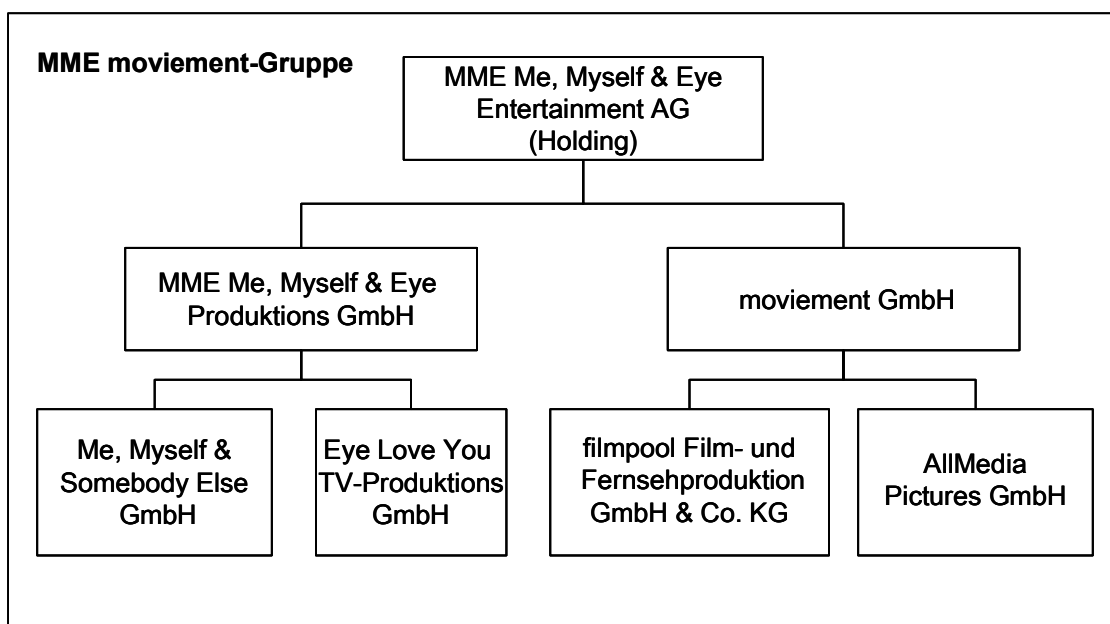 MME moviement-Gruppe
MME Me, Myself & Eye
Entertainment AG
(Holding)
MME Me, Myself & Eye
Produktions GmbH
moviement GmbH
Me, Myself &
Somebody Else
GmbH
Eye Love You
TV-Produktions
GmbH
filmpool Film- und
Fernsehproduktion
GmbH & Co. KG
AllMedia
Pictures GmbH